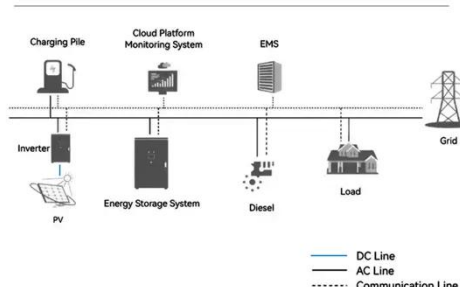 Charging Pile
Cloud Platform
Monitoring System
EMS
Inverter
Grid
PV
Energy Storage System
Diesel
Load
DC Line
AC Line
Communication Line